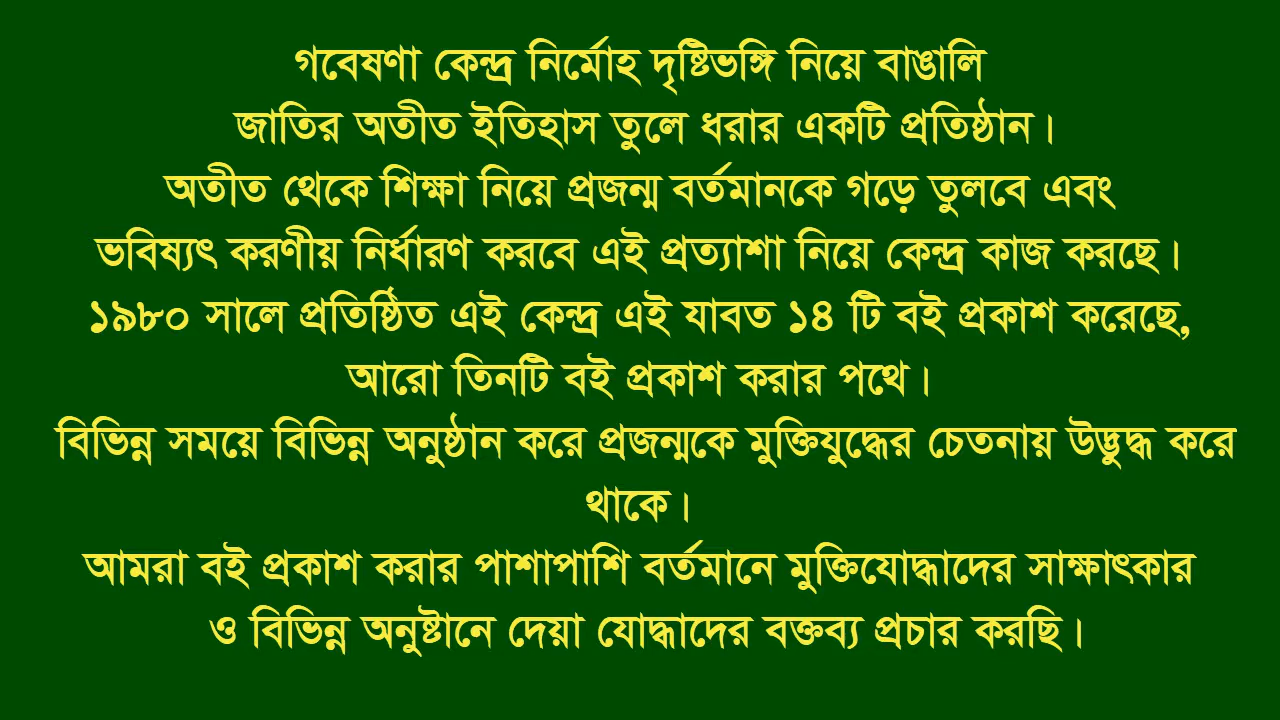 গবেষণা কেন্দ্র নির্মোহ দৃষ্টিভঙ্গি নিয়ে বাঙালি
জাতির অতীত ইতিহাস তুলে ধরার একটি প্রতিষ্ঠান।
অতীত থেকে শিক্ষা নিয়ে প্রজন্ম বর্তমানকে গড়ে তুলবে এবং
ভবিষ্যৎ করণীয় নির্ধারণ করবে এই প্রত্যাশা নিয়ে কেন্দ্র কাজ করছে।
১৯৮০ সালে প্রতিষ্ঠিত এই কেন্দ্র এই যাবত ১৪ টি বই প্রকাশ করেছে,
আরো তিনটি বই প্রকাশ করার পথে।
বিভিন্ন সময়ে বিভিন্ন অনুষ্ঠান করে প্রজন্মকে মুক্তিযুদ্ধের চেতনায় উদ্ভুদ্ধ করে
থাকে।
আমরা বই প্রকাশ করার পাশাপাশি বর্তমানে মুক্তিযোদ্ধাদের সাক্ষাৎকার
ও বিভিন্ন অনুষ্টানে দেয়া যোদ্ধাদের বক্তব্য প্রচার করছি।